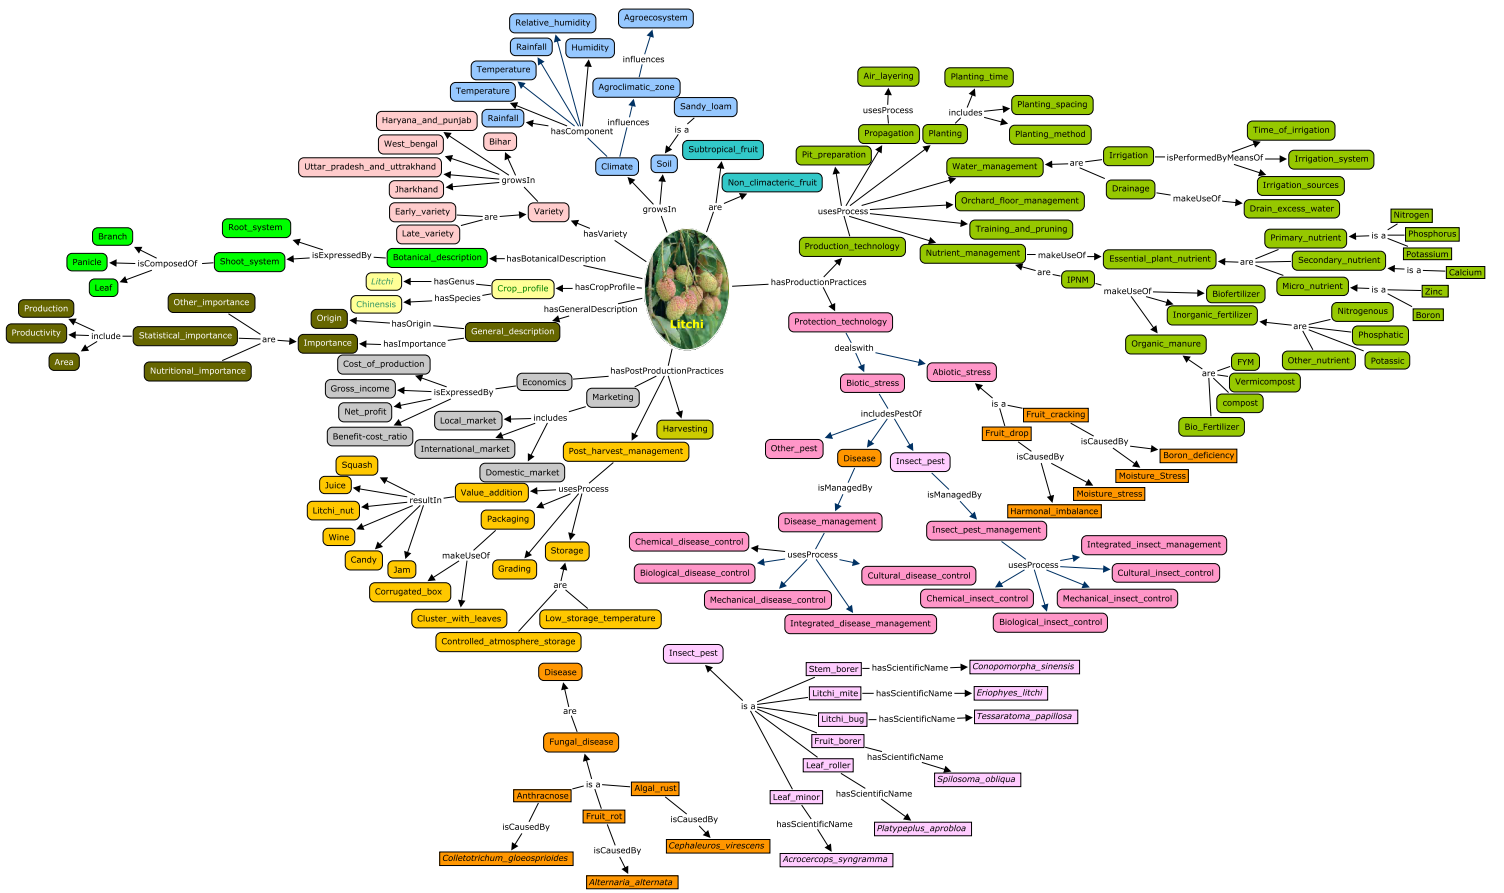 Relative_humidity
Agroecosystem
Rainfall
Humidity
influences
Temperature
Temperature
Agroclimatic_zone
Rainfall
hasComponent
influences
Sandy_loam
is a
Climate
Soil
growsIn
Subtropical_fruit
Non_climacteric_fruit
are
Haryana_and_punjab
West_bengal
Bihar
Uttar_pradesh_and_uttrakhand
growsIn
Jharkhand
Early_variety
are
Variety
Late_variety
hasVariety
Root_system
Branch
isExpressedBy
Botanical_description
hasBotanicalDescription
Panicle
isComposedOf
Shoot_system
Leaf
Litchi
hasGenus
Crop_profile
hasCropProfile
Chinensis
hasSpecies
hasGeneralDescription
Production
Other_importance
Origin
hasOrigin
General_description
Productivity
include
Statistical_importance
are
Importance
hasImportance
Area
Nutritional_importance
Litchi
Air_layering
Planting_time
usesProcess
includes
Planting_spacing
Propagation
Planting
Planting_method
Pit_preparation
Water_management
are
Irrigation
isPerformedByMeansOf
Time_of_irrigation
Irrigation_system
Irrigation_sources
Drainage
makeUseOf
Drain_excess_water
Orchard_floor_management
usesProcess
Training_and_pruning
Production_technology
Nutrient_management
makeUseOf
Essential_plant_nutrient
are
Primary_nutrient
is a
Nitrogen
Phosphorus
Potassium
Secondary_nutrient
is a
Calcium
Micro_nutrient
is a
Zinc
Boron
are
IPNM
makeUseOf
Biofertilizer
Inorganic_fertilizer
are
Nitrogenous
Phosphatic
Other_nutrient
Potassic
Organic_manure
are
FYM
Vermicompost
compost
Bio_Fertilizer
hasProductionPractices
Protection_technology
dealswith
Biotic_stress
Abiotic_stress
is a
Fruit_cracking
Fruit_drop
isCausedBy
isCausedBy
Boron_deficiency
Moisture_Stress
Moisture_stress
Harmonal_imbalance
includesPestOf
Other_pest
Disease
Insect_pest
isManagedBy
isManagedBy
Disease_management
Insect_pest_management
Chemical_disease_control
usesProcess
Biological_disease_control
Cultural_disease_control
Mechanical_disease_control
Integrated_disease_management
Integrated_insect_management
usesProcess
Cultural_insect_control
Chemical_insect_control
Mechanical_insect_control
Biological_insect_control
hasPostProductionPractices
Cost_of_production
Economics
Gross_income
isExpressedBy
Marketing
Net_profit
Local_market
includes
Benefit-cost_ratio
International_market
Domestic_market
Harvesting
Post_harvest_management
Squash
Juice
Value_addition
usesProcess
resultIn
Litchi_nut
Packaging
Wine
Candy
Jam
makeUseOf
Storage
Grading
Corrugated_box
are
Cluster_with_leaves
Low_storage_temperature
Controlled_atmosphere_storage
Disease
are
Fungal_disease
is a
Anthracnose
Algal_rust
Fruit_rot
isCausedBy
isCausedBy
isCausedBy
Colletotrichum_gloeosprioides
Cephaleuros_virescens
Alternaria_alternata
Insect_pest
is a
Stem_borer
hasScientificName
Conopomorpha_sinensis
Litchi_mite
hasScientificName
Eriophyes_litchi
Litchi_bug
hasScientificName
Tessaratoma_papillosa
Fruit_borer
hasScientificName
Spilosoma_obliqua
Leaf_roller
hasScientificName
Platypeplus_aprobloa
Leaf_minor
hasScientificName
Acrocercops_syngramma